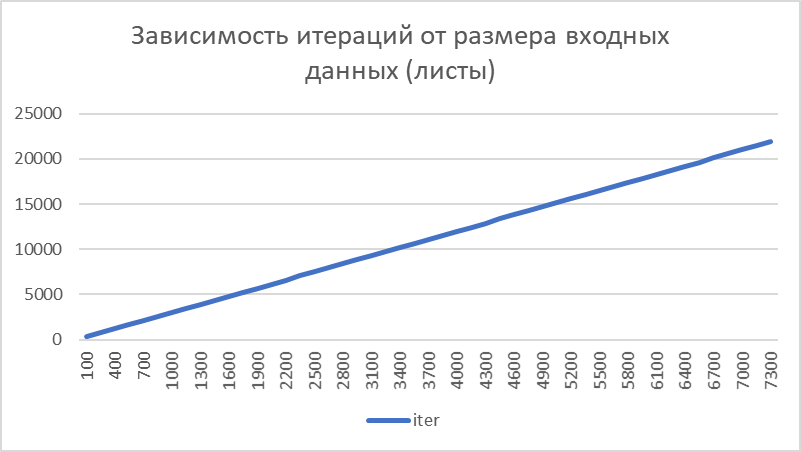 Зависимость итераций от размера входных
данных (листы)
25000
20000
15000
10000
5000
0
100 400 700 1000 1300 1600 1900 2200 2500 2800 3100 3400 3700 4000 4300 4600 4900 5200 5500 5800 6100 6400 6700 7000 7300
iter